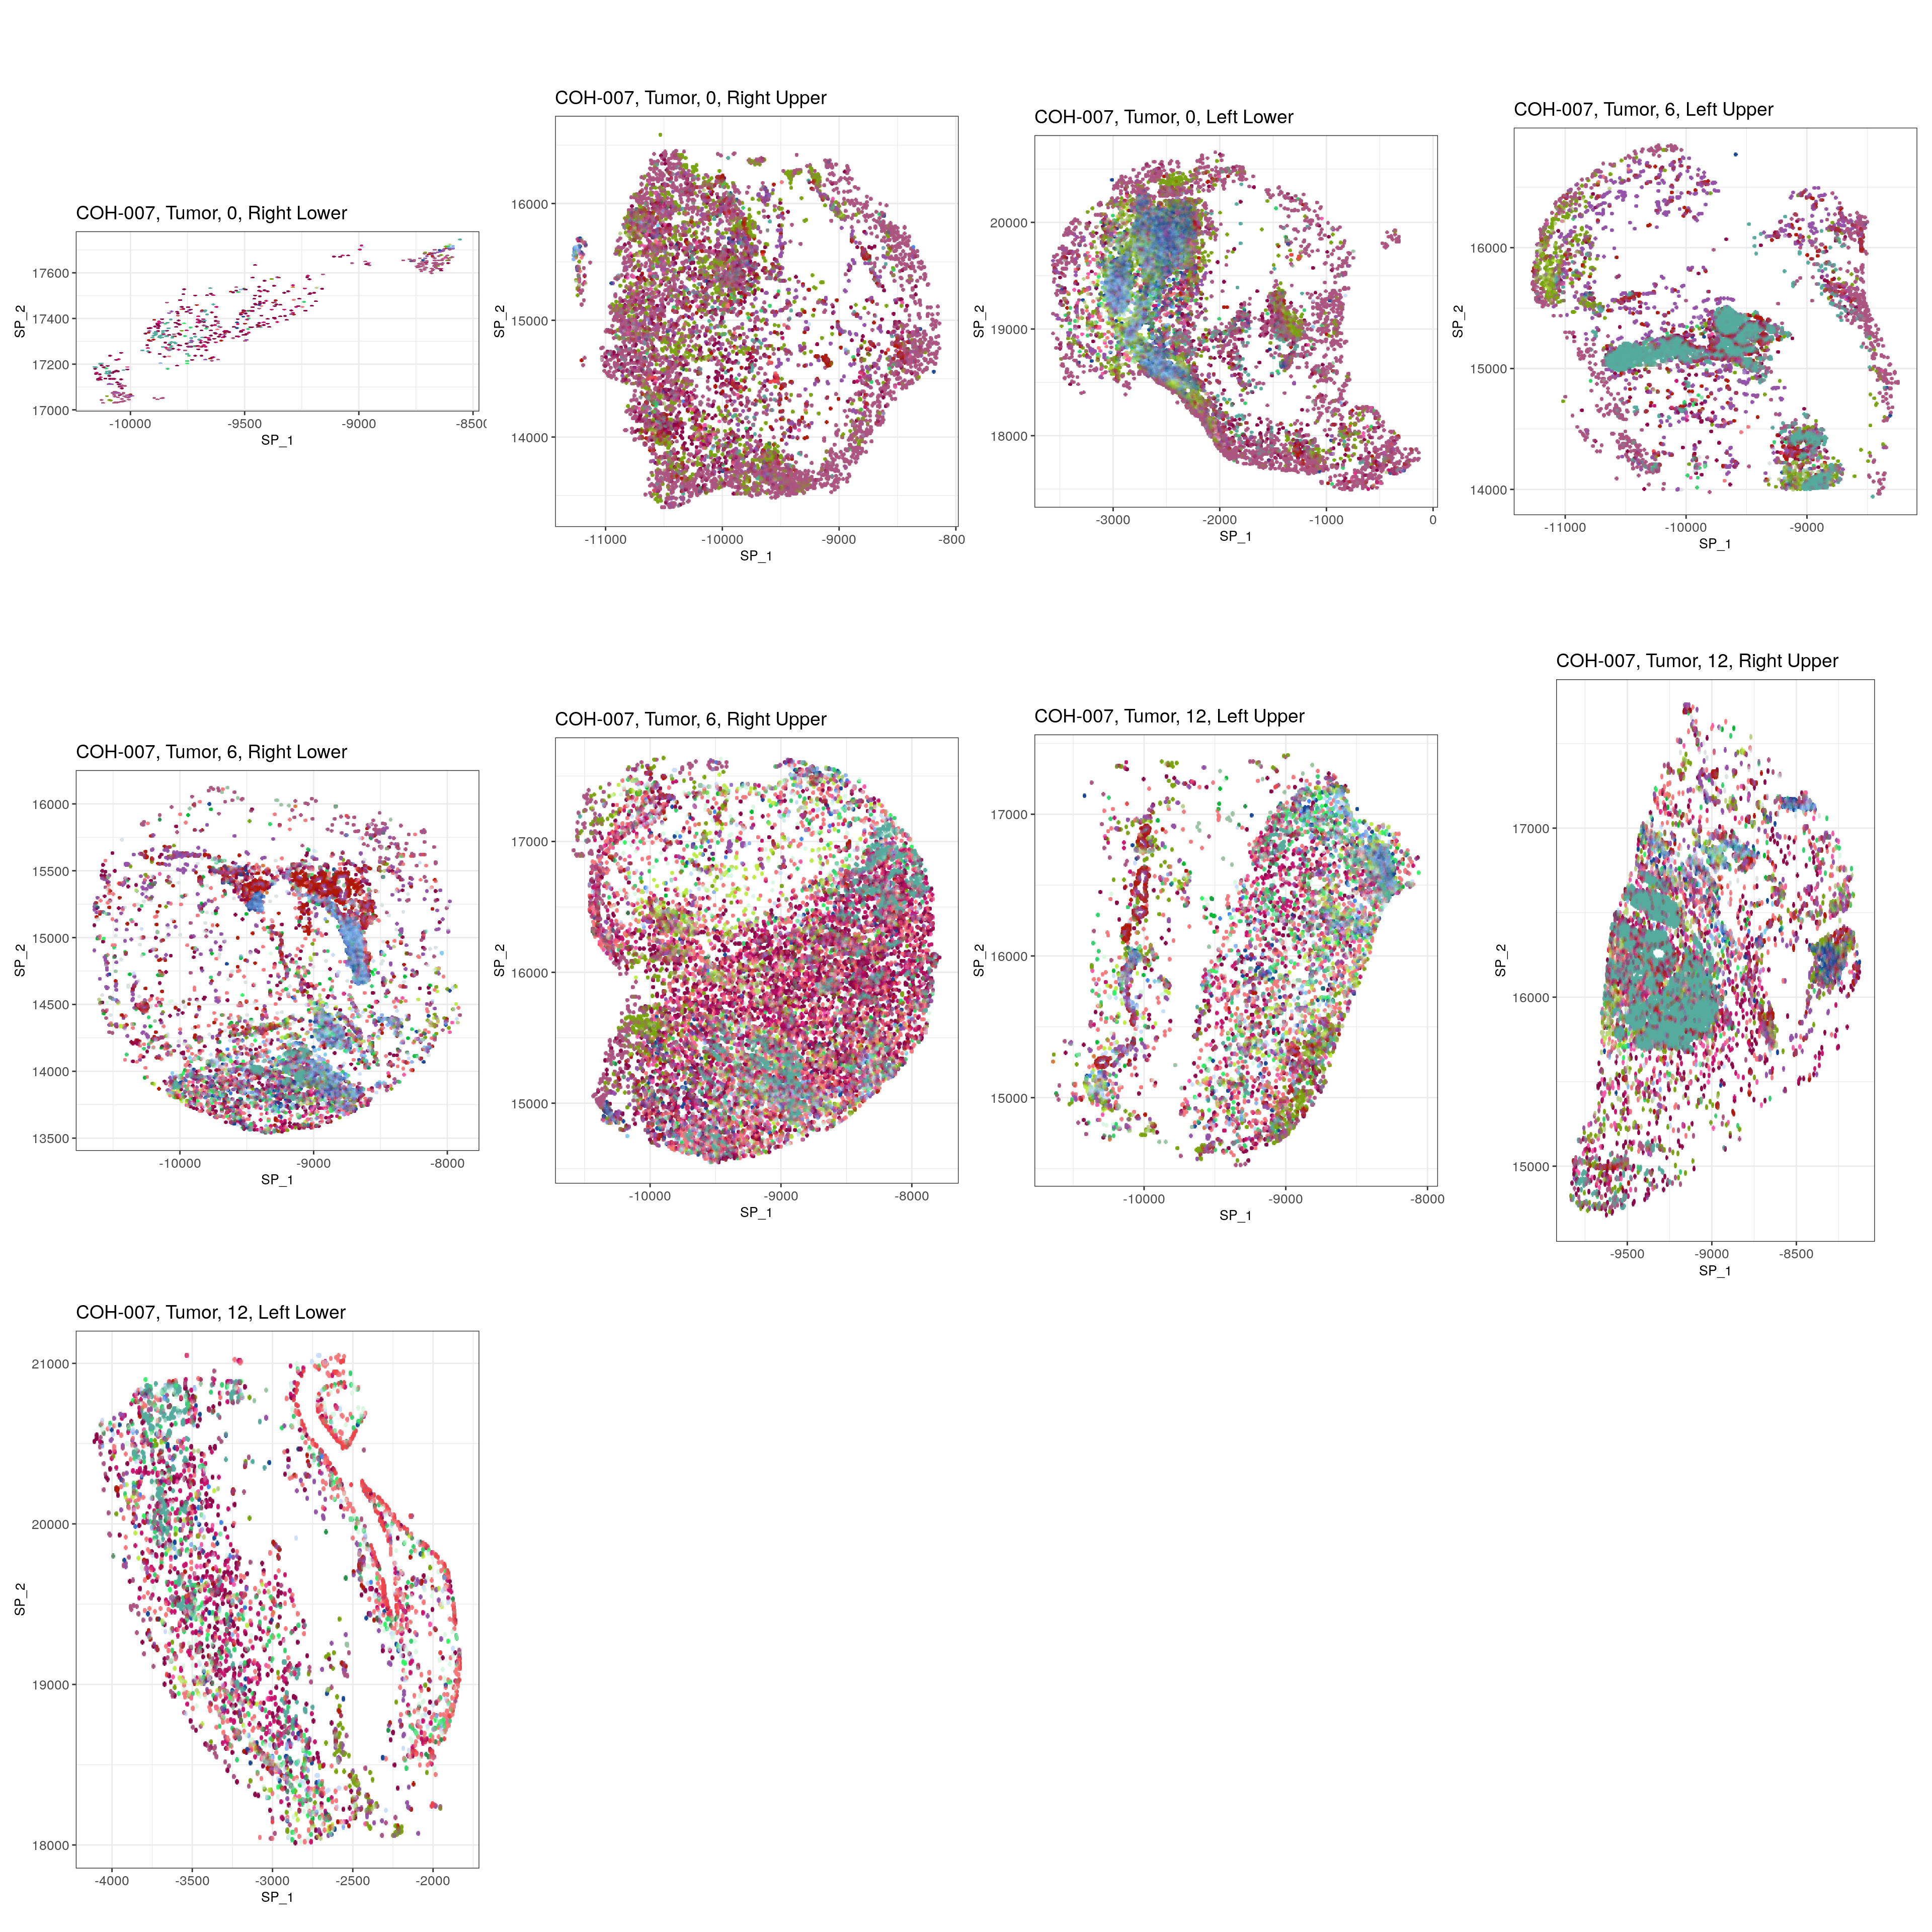 COH-007, Tumor, 0, Right Lower
17600
17400
17200
17000
SP_2
-10000
-9500
-9000
-8500
SP_1
COH-007, Tumor, 0, Right Upper
16000
15000
14000
SP_2
-11000
-10000
-9000
-800
SP_1
COH-007, Tumor, 0, Left Lower
20000
19000
18000
SP_2
-3000
-2000
-1000
0
SP_1
COH-007, Tumor, 6, Left Upper
16000
15000
14000
SP_2
-11000
-10000
-9000
SP_1
COH-007, Tumor, 6, Right Lower
16000
15500
15000
14500
14000
13500
SP_2
-10000
-9000
-8000
SP_1
COH-007, Tumor, 6, Right Upper
17000
16000
15000
SP_2
-10000
-9000
-8000
SP_1
COH-007, Tumor, 12, Left Upper
17000
16000
15000
SP_2
-10000
-9000
-8000
SP_1
COH-007, Tumor, 12, Right Upper
17000
16000
15000
SP_2
-9500
-9000
-8500
SP_1
COH-007, Tumor, 12, Left Lower
21000
20000
19000
18000
SP_2
-4000
-3500
-3000
-2500
-2000
SP_1